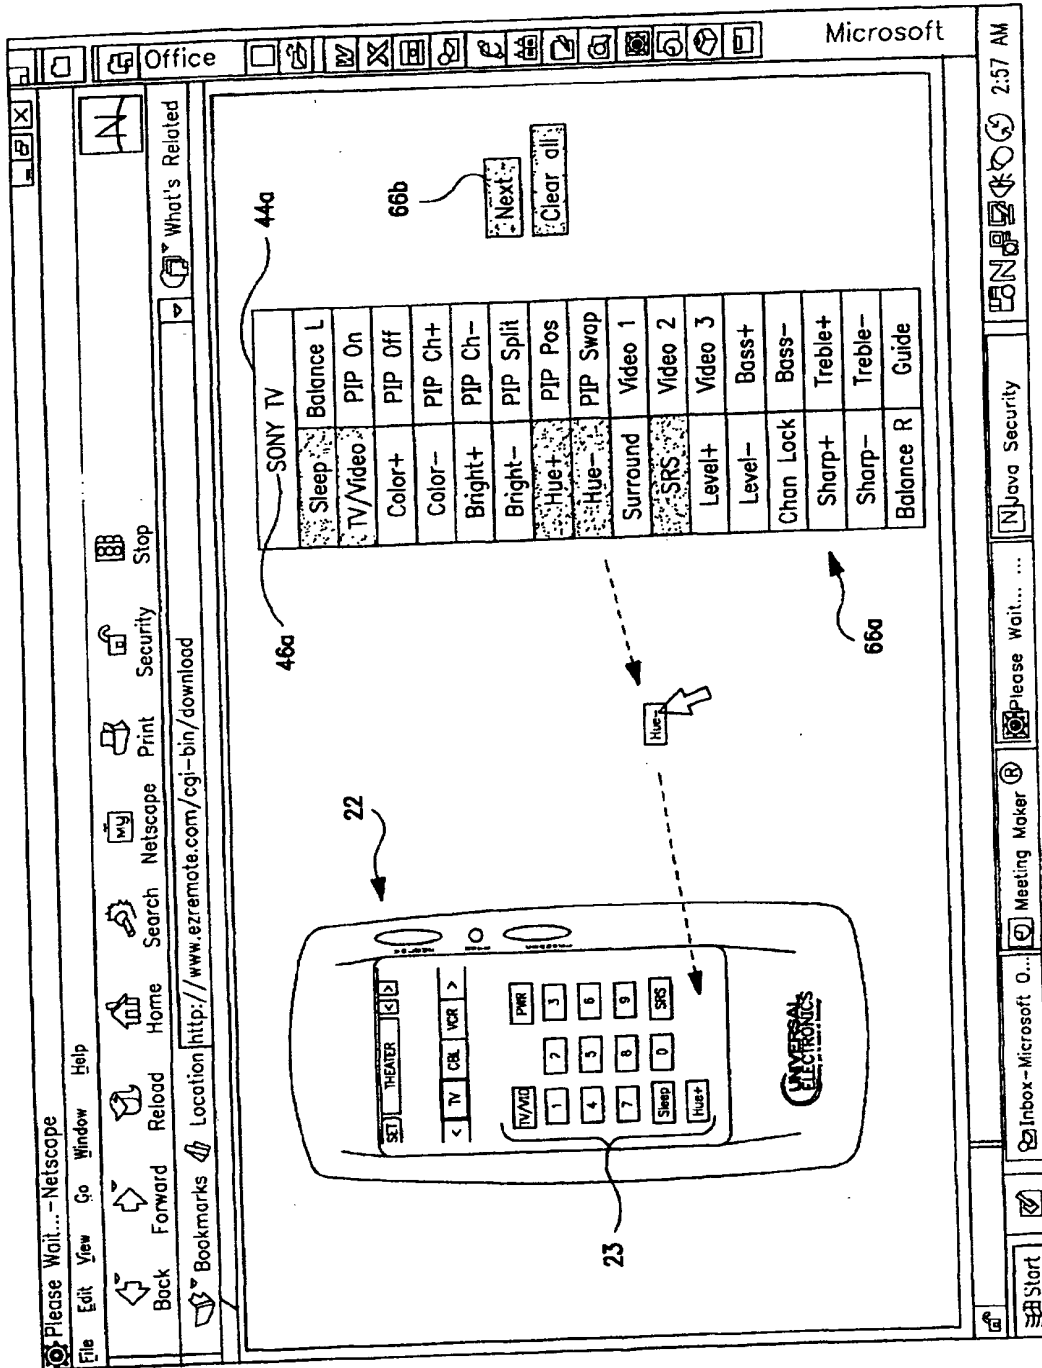 Please Wait...-Netscape
File Edit View Go Window Help
Back Forward Reload Home Search Netscape Print Security Stop
Bookmarks Location http://www.ezremote.com/cgi-bin/download What's Related
Office
Microsoft
22
23
SET THEATER < >
< TV CBL VCR >
TV/VID PWR
1 2 3
4 5 6
7 8 9
Sleep 0 SRS
Hue+
UNIVERSAL
ELECTRONICS
Hue-
46a
44a
SONY TV
Sleep Balance L
TV/Video PIP On
Color+ PIP Off
Color- PIP Ch+
Bright+ PIP Ch-
Bright- PIP Split
Hue+ PIP Pos
Hue- PIP Swap
Surround Video 1
SRS Video 2
Level+ Video 3
Level- Bass+
Chan Lock Bass-
Sharp+ Treble+
Sharp- Treble-
Balance R Guide
66a
66b
Next
Clear all
Start Inbox-Microsoft O... Meeting Maker ® Please Wait... ... Java Security 2:57 AM